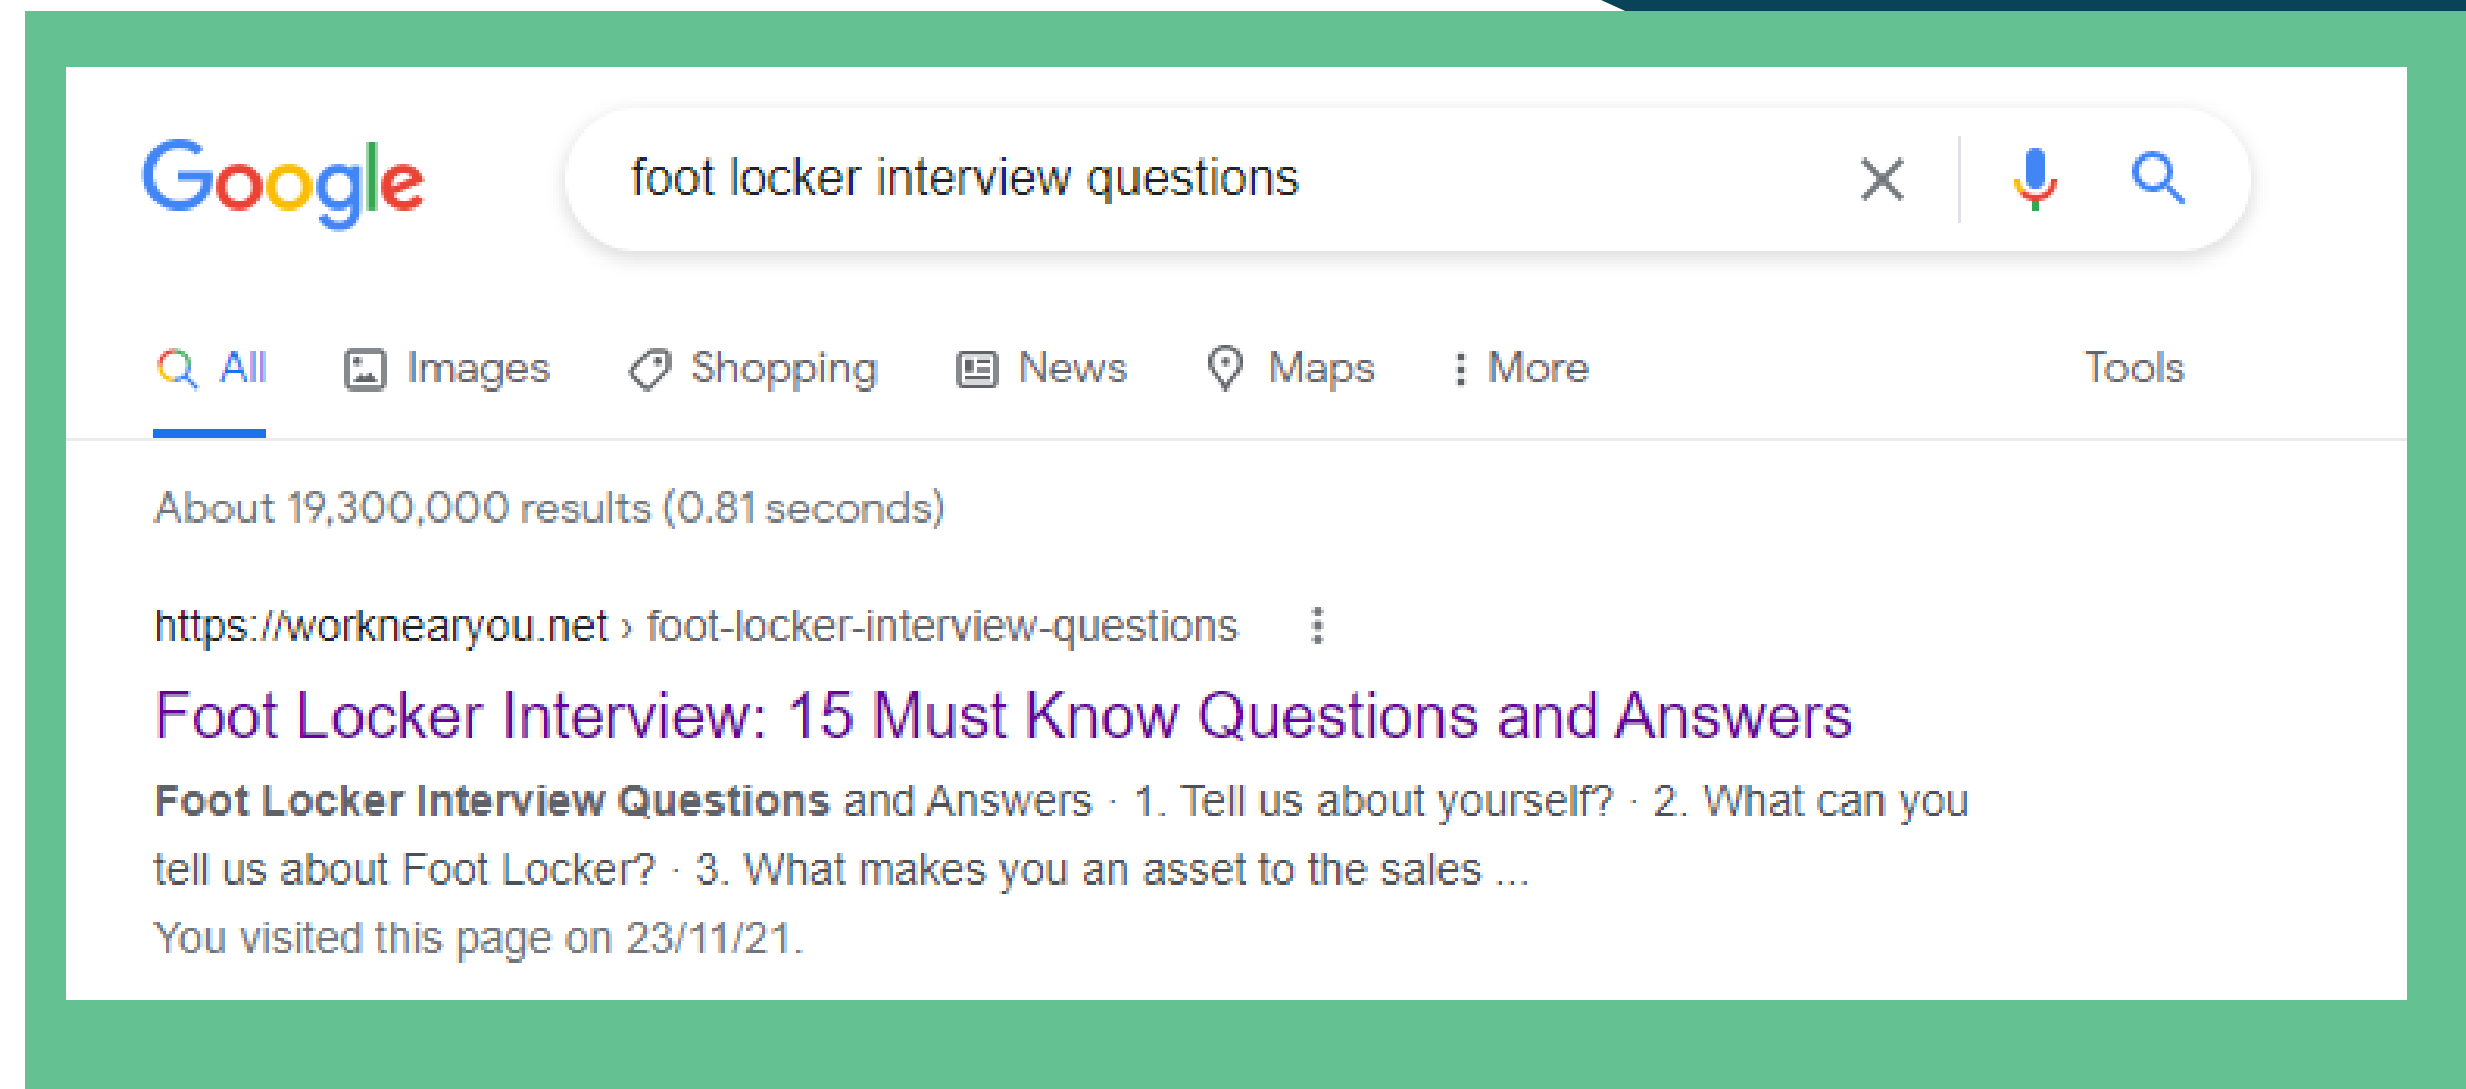 Google
foot locker interview questions
All Images Shopping News Maps More Tools
About 19,300,000 results (0.81 seconds)
https://worknearyou.net › foot-locker-interview-questions
Foot Locker Interview: 15 Must Know Questions and Answers
Foot Locker Interview Questions and Answers · 1. Tell us about yourself? · 2. What can you
tell us about Foot Locker? · 3. What makes you an asset to the sales ...
You visited this page on 23/11/21.